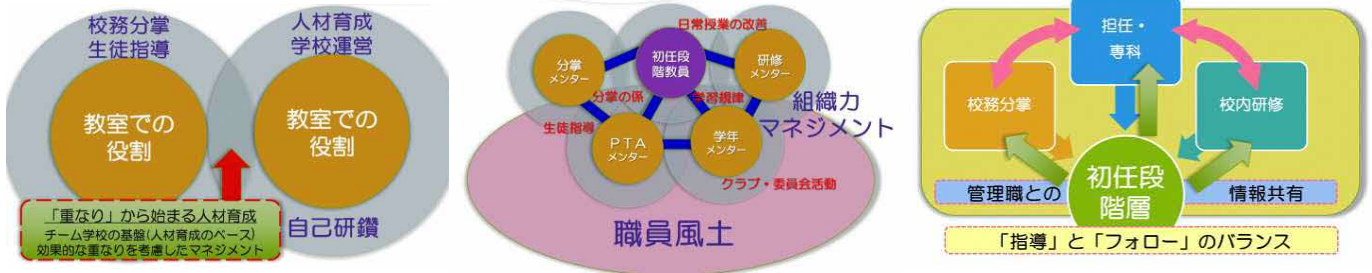 校務分掌
生徒指導
人材育成
学校運営
教室での
役割
教室での
役割
「重なり」から始まる人材育成
チーム学校の基盤(人材育成のベース)
効果的な重なりを考慮したマネジメント
自己研鑽
日常授業の改善
分掌
メンター
初任段
階教員
研修
メンター
分掌の係
学習規律
組織力
マネジメント
生徒指導
PTA
メンター
学年
メンター
クラブ・委員会活動
職員風土
担任・
専科
校務分掌
校内研修
管理職との
初任段
階層
情報共有
「指導」と「フォロー」のバランス